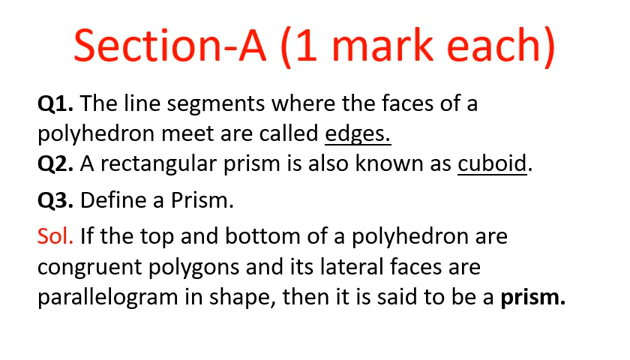 Section-A (1 mark each)
Q1. The line segments where the faces of a
polyhedron meet are called edges.
Q2. A rectangular prism is also known as cuboid.
Q3. Define a Prism.
Sol. If the top and bottom of a polyhedron are
congruent polygons and its lateral faces are
parallelogram in shape, then it is said to be a prism.